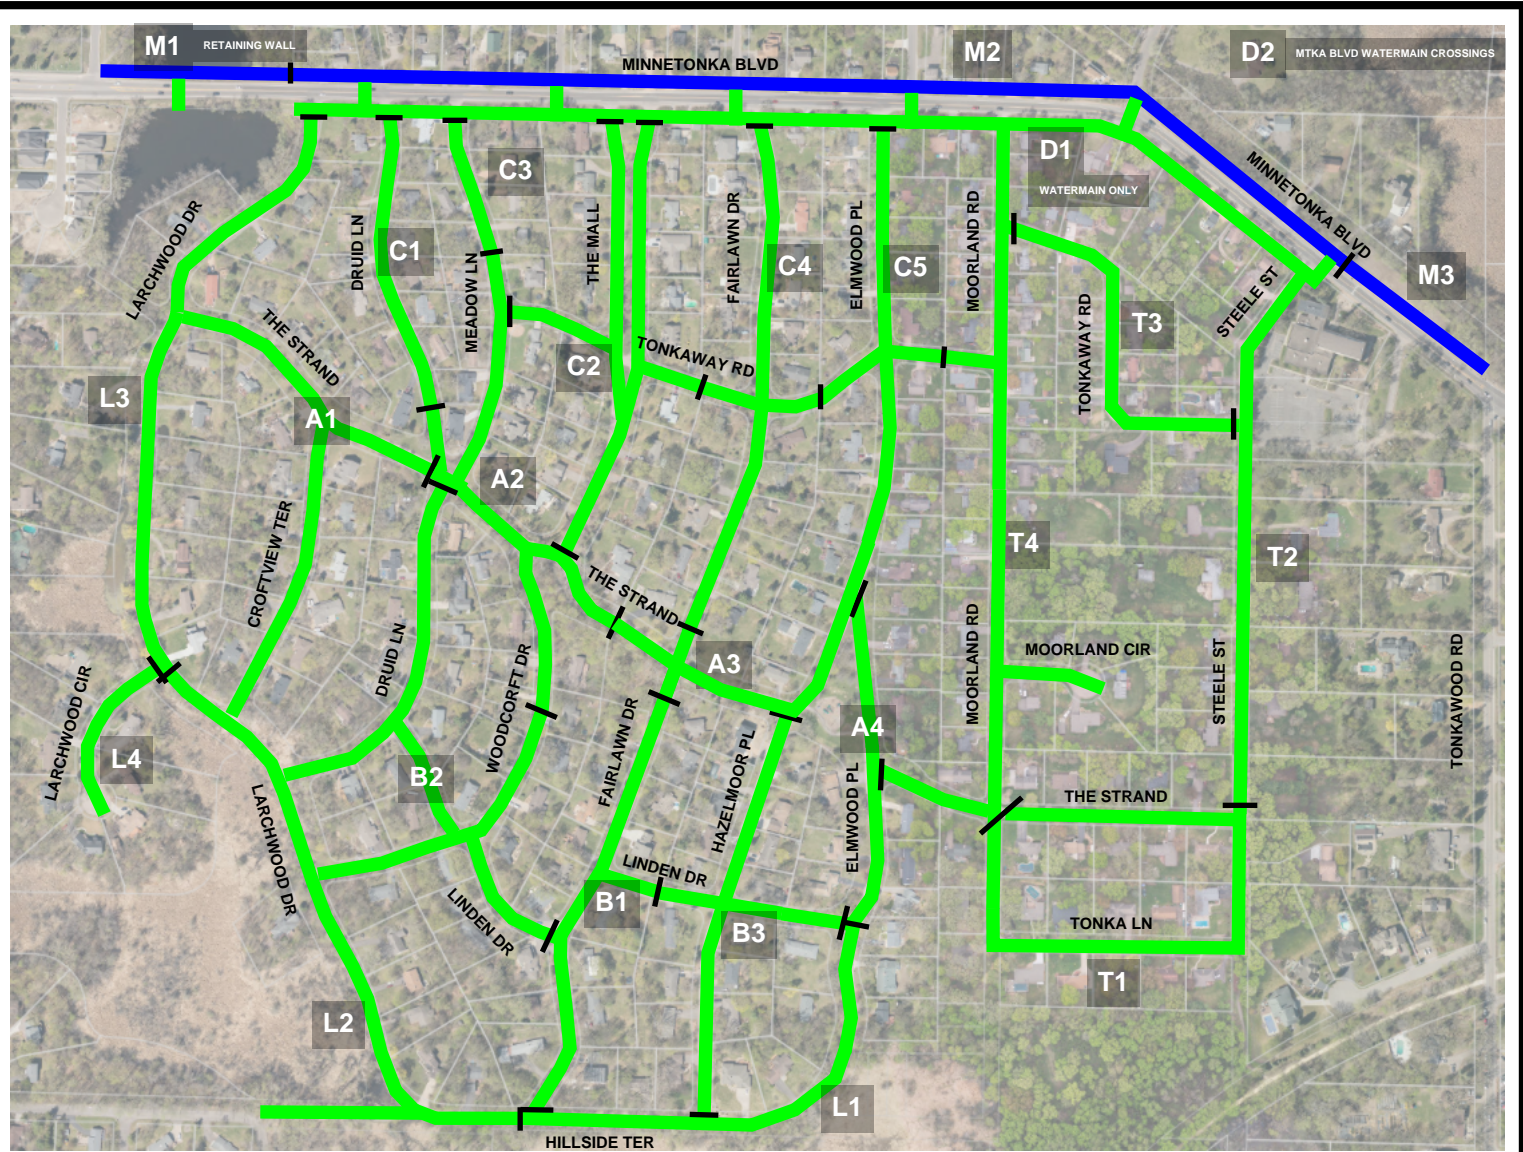 M1
RETAINING WALL
MINNETONKA BLVD
M2
D2
MTKA BLVD WATERMAIN CROSSINGS
D1
WATERMAIN ONLY
MINNETONKA BLVD
M3
C3
LARCHWOOD DR
DRUID LN
C1
MEADOW LN
THE MALL
FAIRLAWN DR
C4
ELMWOOD PL
C5
MOORLAND RD
TONKAWAY RD
T3
STEELE ST
THE STRAND
C2
TONKAWAY RD
L3
A1
A2
CROFTVIEW TER
THE STRAND
T4
T2
DRUID LN
WOODCORFT DR
A3
MOORLAND RD
MOORLAND CIR
STEELE ST
TONKAWOOD RD
LARCHWOOD CIR
L4
B2
FAIRLAWN DR
HAZELMOOR PL
A4
ELMWOOD PL
THE STRAND
LARCHWOOD DR
LINDEN DR
B1
LINDEN DR
B3
TONKA LN
T1
L2
L1
HILLSIDE TER